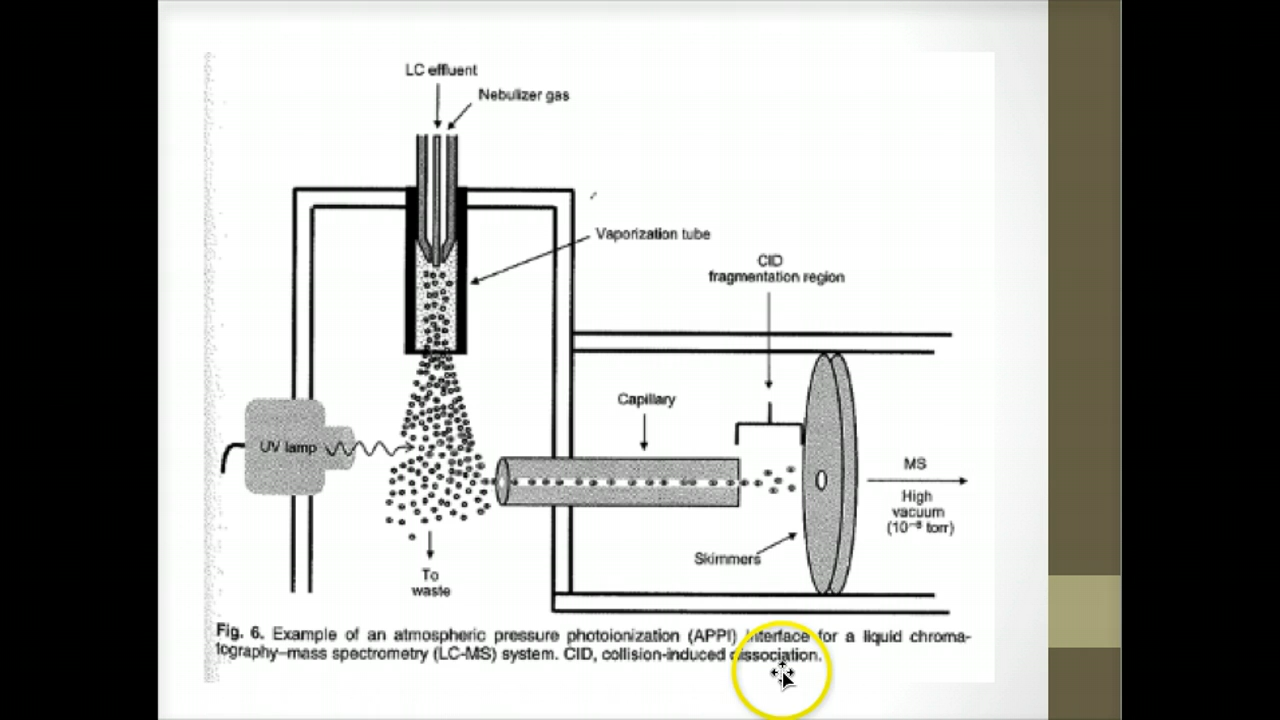 LC effluent
Nebulizer gas
Vaporization tube
CID
fragmentation region
Capillary
UV lamp
MS
High
vacuum
(10⁻⁶ torr)
Skimmers
To
waste
Fig. 6. Example of an atmospheric pressure photoionization (APPI) interface for a liquid chroma-
tography–mass spectrometry (LC-MS) system. CID, collision-induced dissociation.